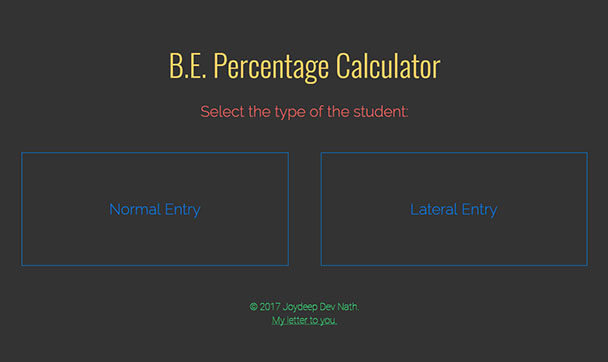 B.E. Percentage Calculator
Select the type of the student:
Normal Entry
Lateral Entry
© 2017 Joydeep Dev Nath.
My letter to you.